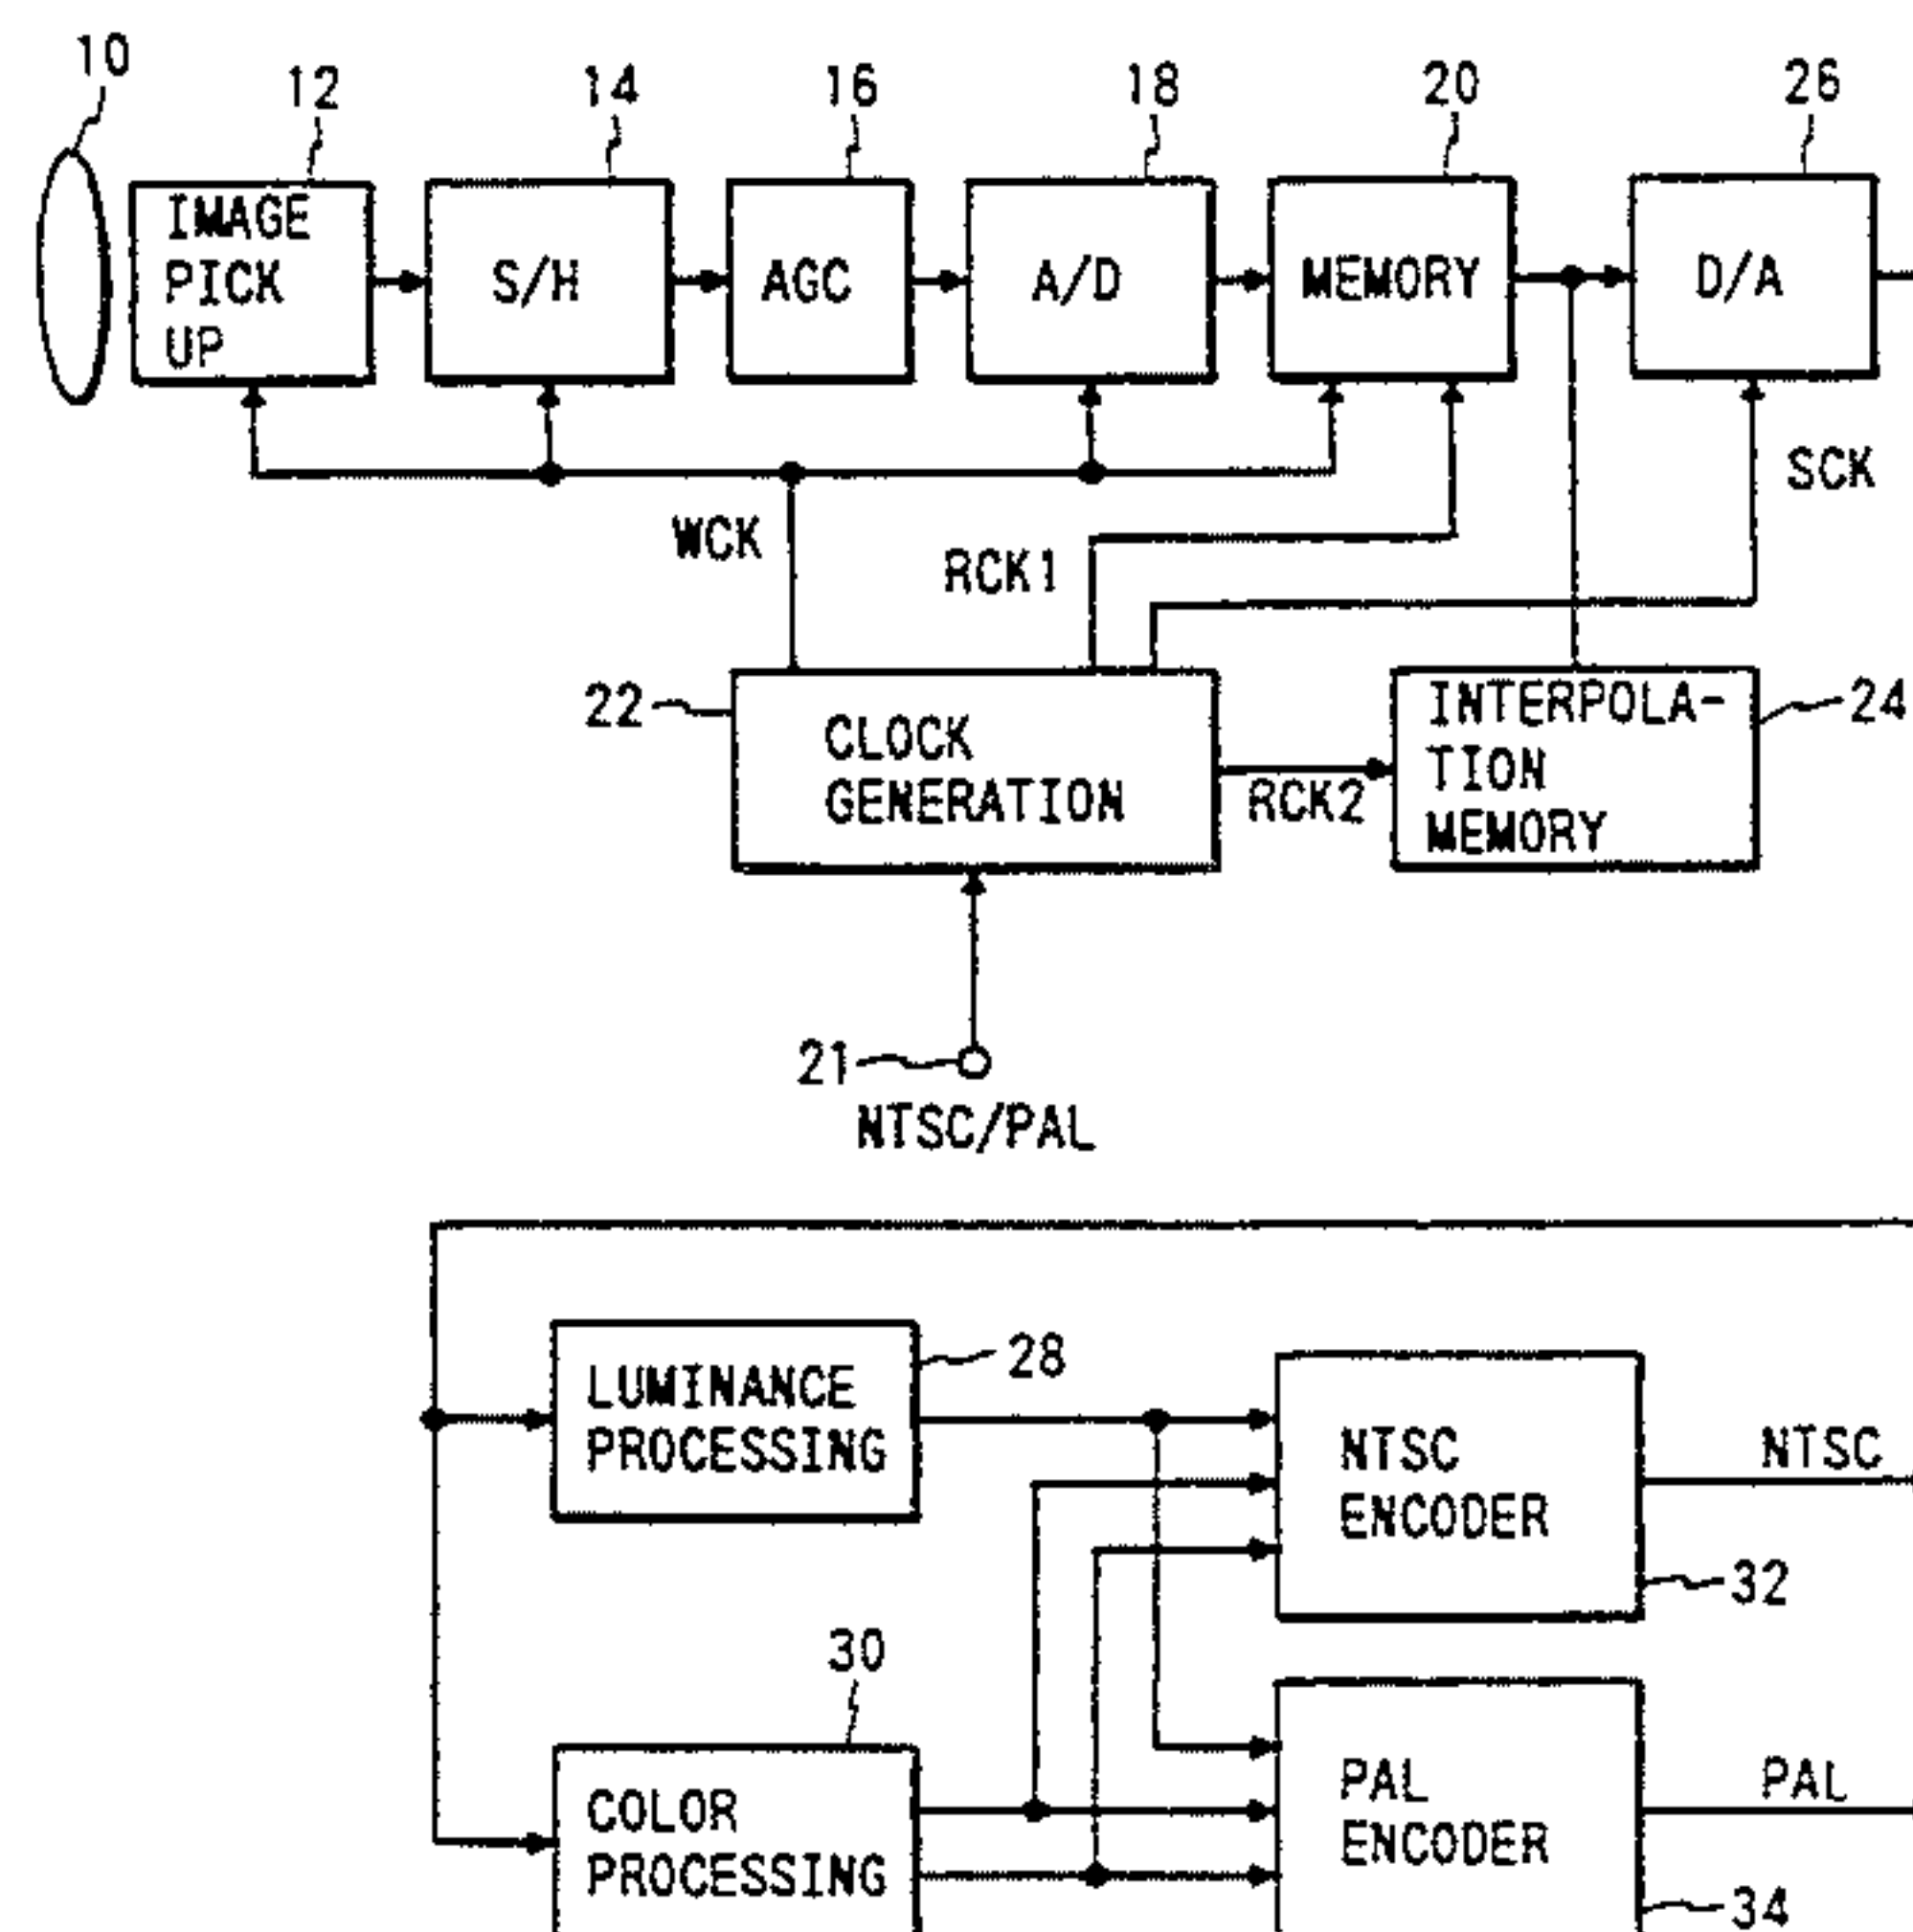 10
12
14
16
18
20
26
IMAGE
PICK
UP
S/H
AGC
A/D
MEMORY
D/A
SCK
WCK
RCK1
22
CLOCK
GENERATION
RCK2
INTERPOLA-
TION
MEMORY
24
21
NTSC/PAL
LUMINANCE
PROCESSING
28
NTSC
ENCODER
NTSC
32
30
COLOR
PROCESSING
PAL
ENCODER
PAL
34